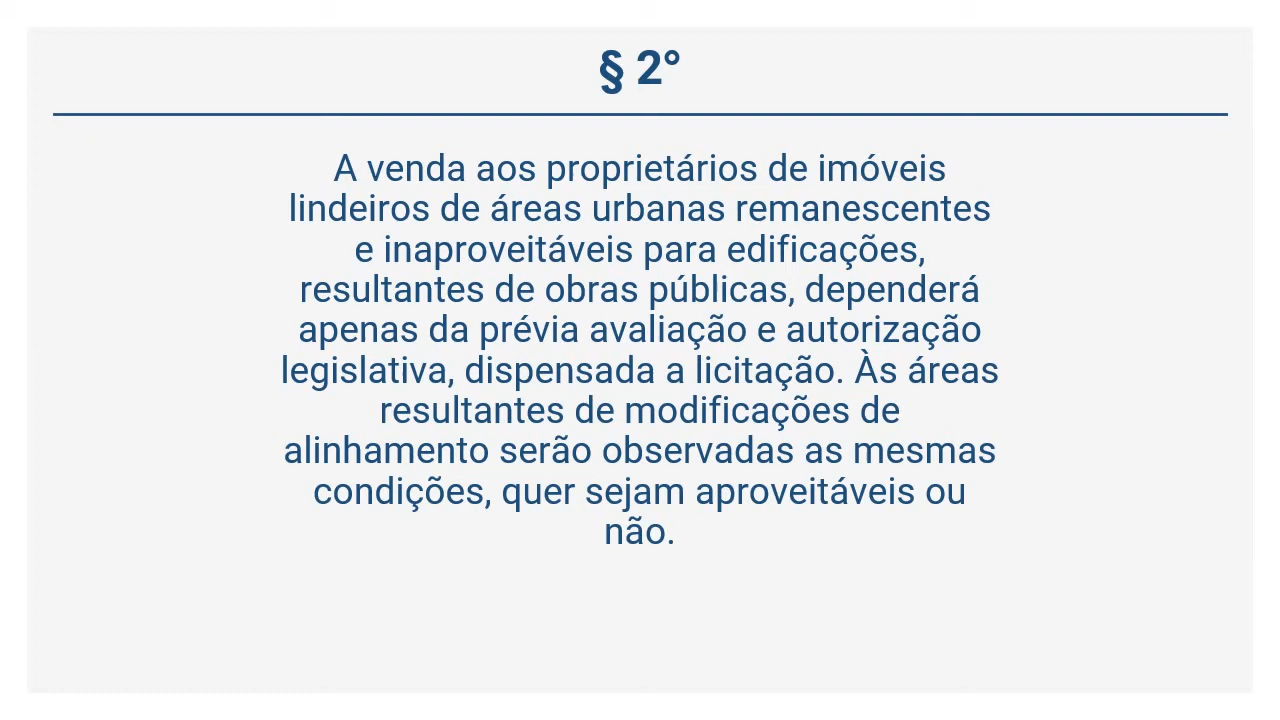 § 2°
A venda aos proprietários de imóveis
lindeiros de áreas urbanas remanescentes
e inaproveitáveis para edificações,
resultantes de obras públicas, dependerá
apenas da prévia avaliação e autorização
legislativa, dispensada a licitação. Às áreas
resultantes de modificações de
alinhamento serão observadas as mesmas
condições, quer sejam aproveitáveis ou
não.